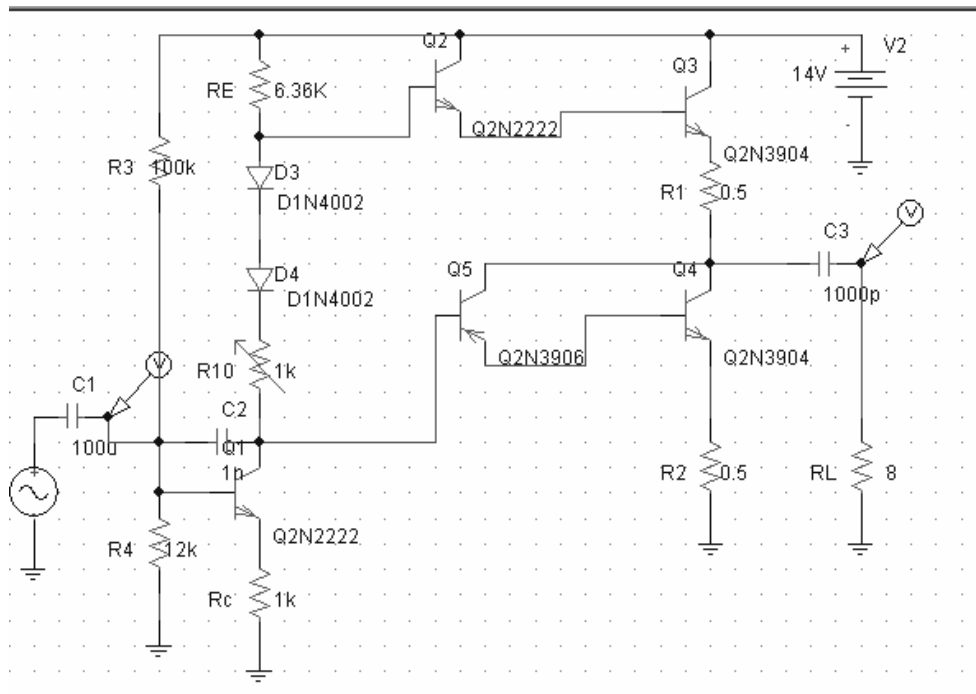 Q2
V2
+
14V
-
RE
6.36K
Q3
Q2N2222
Q2N3904
R3
100k
D3
D1N4002
R1
0.5
V
C3
1000p
D4
D1N4002
Q5
Q4
Q2N3906
Q2N3904
R10
1k
V
C1
100u
C2
1n
Q1
Q2N2222
R2
0.5
RL
8
+
-
R4
12k
Rc
1k